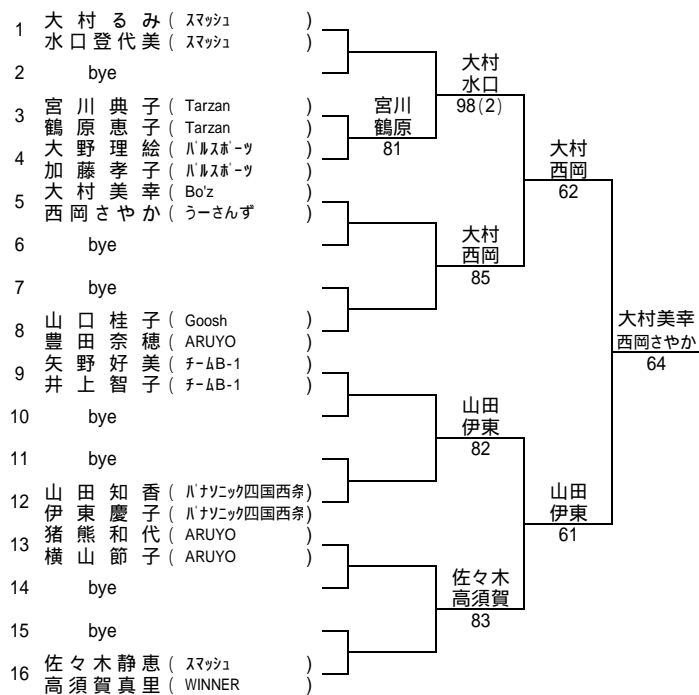 1 大村るみ ( スマッシュ )
水口登代美 ( スマッシュ )
2 bye
3 宮川典子 ( Tarzan )
鶴原恵子 ( Tarzan )
4 大野理絵 ( パルスポーツ )
加藤孝子 ( パルスポーツ )
5 大村美幸 ( Bo'z )
西岡さやか ( うーさんず )
6 bye
7 bye
8 山口桂子 ( Goosh )
豊田奈穂 ( ARUYO )
9 矢野好美 ( チームB-1 )
井上智子 ( チームB-1 )
10 bye
11 bye
12 山田知香 ( パナソニック四国西条 )
伊東慶子 ( パナソニック四国西条 )
13 猪熊和代 ( ARUYO )
横山節子 ( ARUYO )
14 bye
15 bye
16 佐々木静恵 ( スマッシュ )
高須賀真里 ( WINNER )
宮川
鶴原
81
大村
水口
98(2)
大村
西岡
85
山田
伊東
82
佐々木
高須賀
83
大村
西岡
62
山田
伊東
61
大村美幸
西岡さやか
64